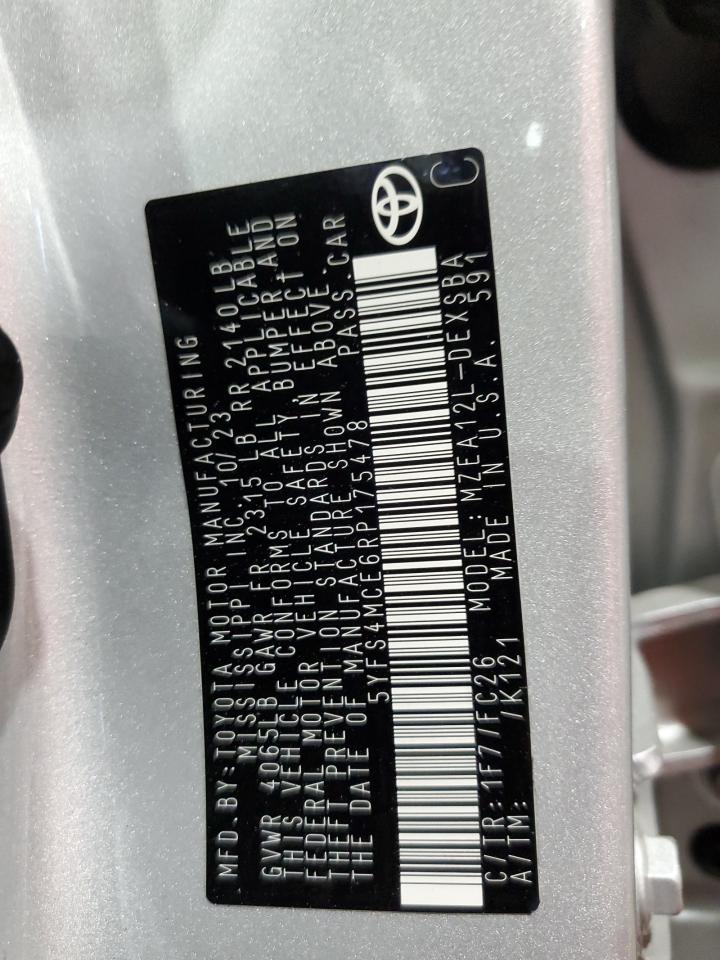 MFD.BY:TOYOTA MOTOR MANUFACTURING
MISSISSIPPI INC.10/23
GVWR 4065LB GAWR FR 2315 LB RR 2140LB
THIS VEHICLE CONFORMS TO ALL APPLICABLE
FEDERAL MOTOR VEHICLE SAFETY, BUMPER, AND
THEFT PREVENTION STANDARDS IN EFFECT ON
THE DATE OF MANUFACTURE SHOWN ABOVE.
5YFS4MCE6RP175478 PASS.CAR
C/TR:1F7/FC26 MODEL:MZEA12L-DEXSBA
A/TM: /K121 MADE IN U.S.A. 591
C